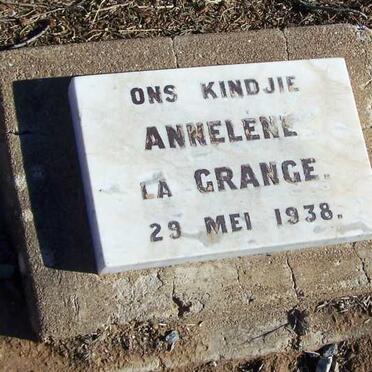 ONS KINDJIE
ANNELENE
LA GRANGE.
29 MEI 1938.